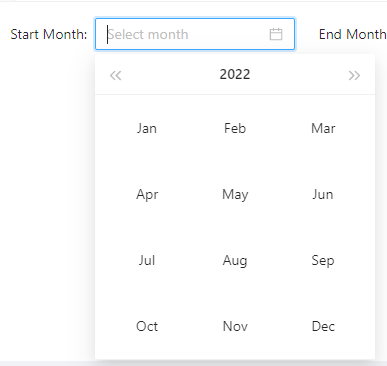 Start Month: Select month End Month
2022
Jan Feb Mar
Apr May Jun
Jul Aug Sep
Oct Nov Dec